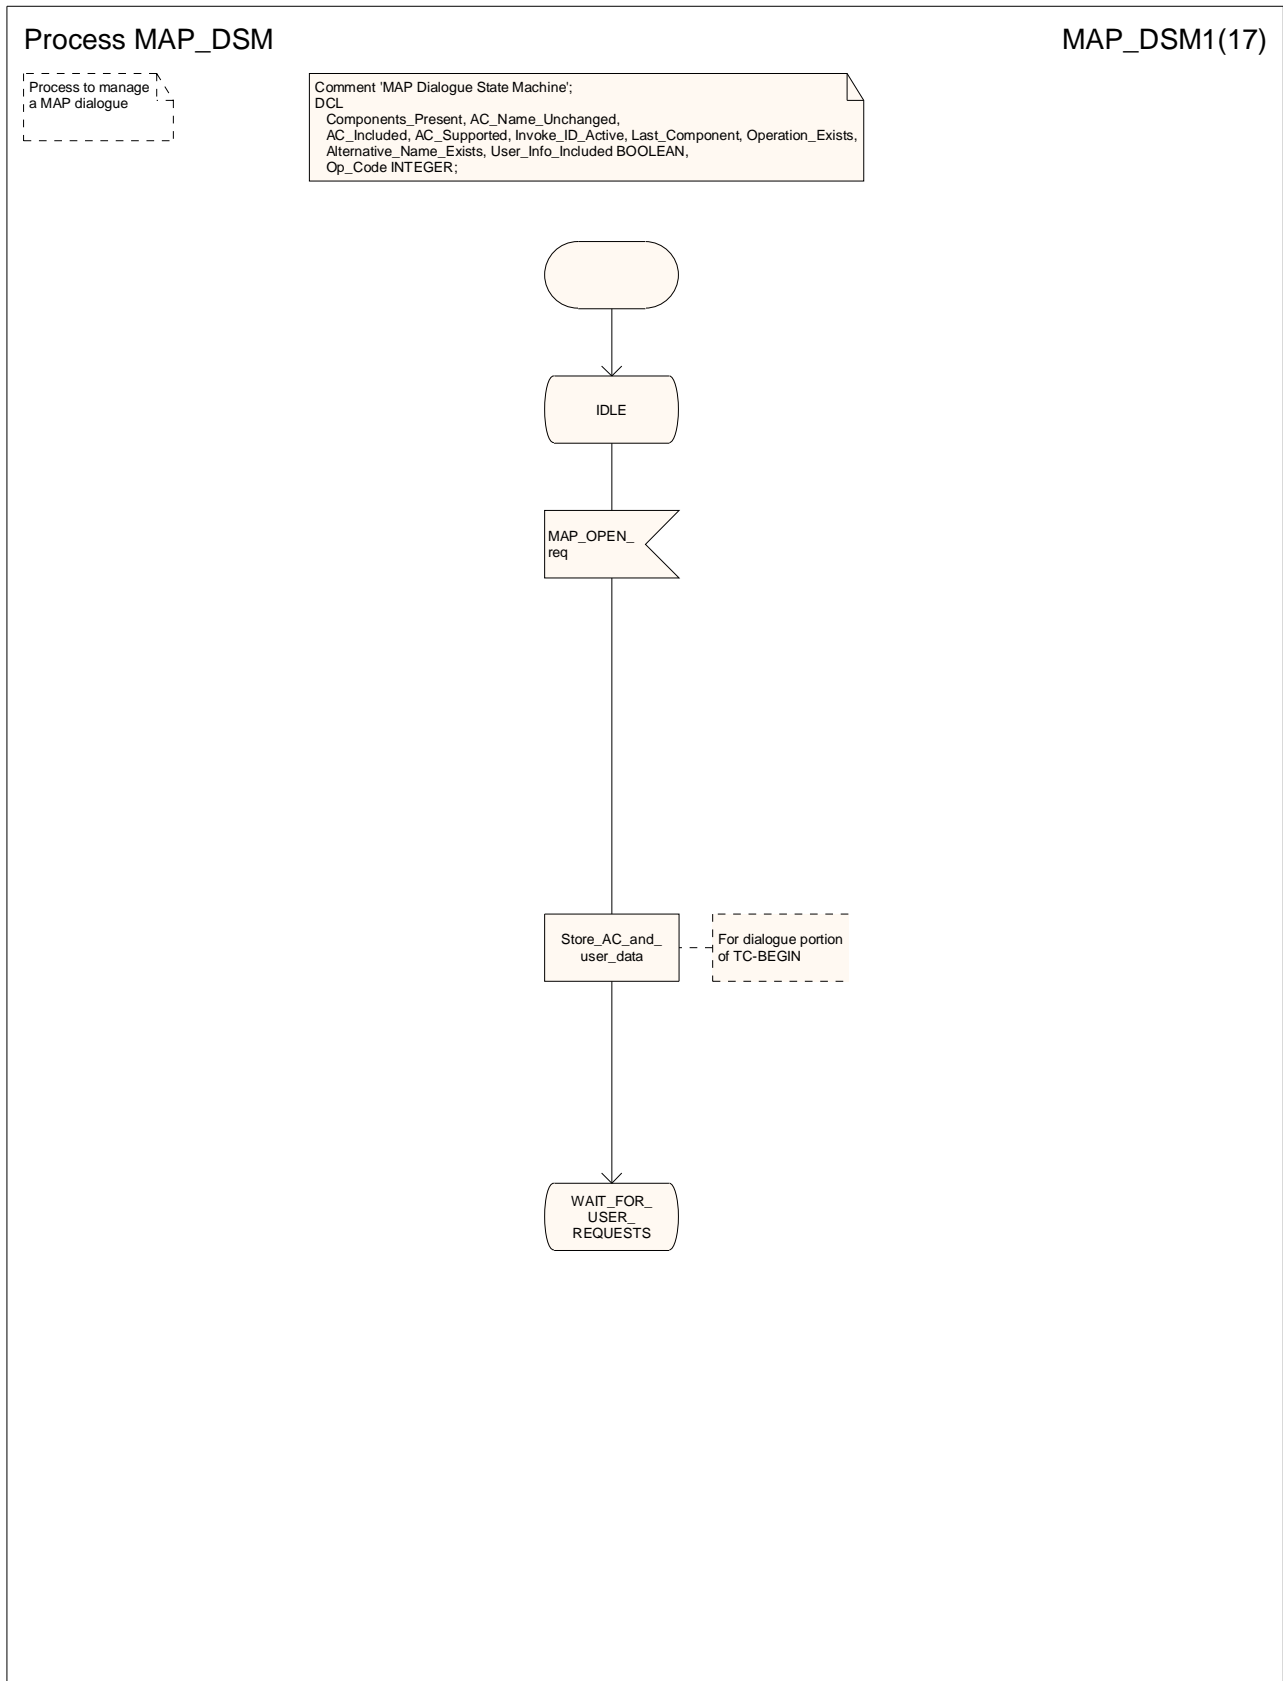 Process MAP_DSM
MAP_DSM1(17)
Process to manage
a MAP dialogue
Comment 'MAP Dialogue State Machine';
DCL
Components_Present, AC_Name_Unchanged,
AC_Included, AC_Supported, Invoke_ID_Active, Last_Component, Operation_Exists,
Alternative_Name_Exists, User_Info_Included BOOLEAN,
Op_Code INTEGER;
IDLE
MAP_OPEN_
req
Store_AC_and_
user_data
For dialogue portion
of TC-BEGIN
WAIT_FOR_
USER_
REQUESTS